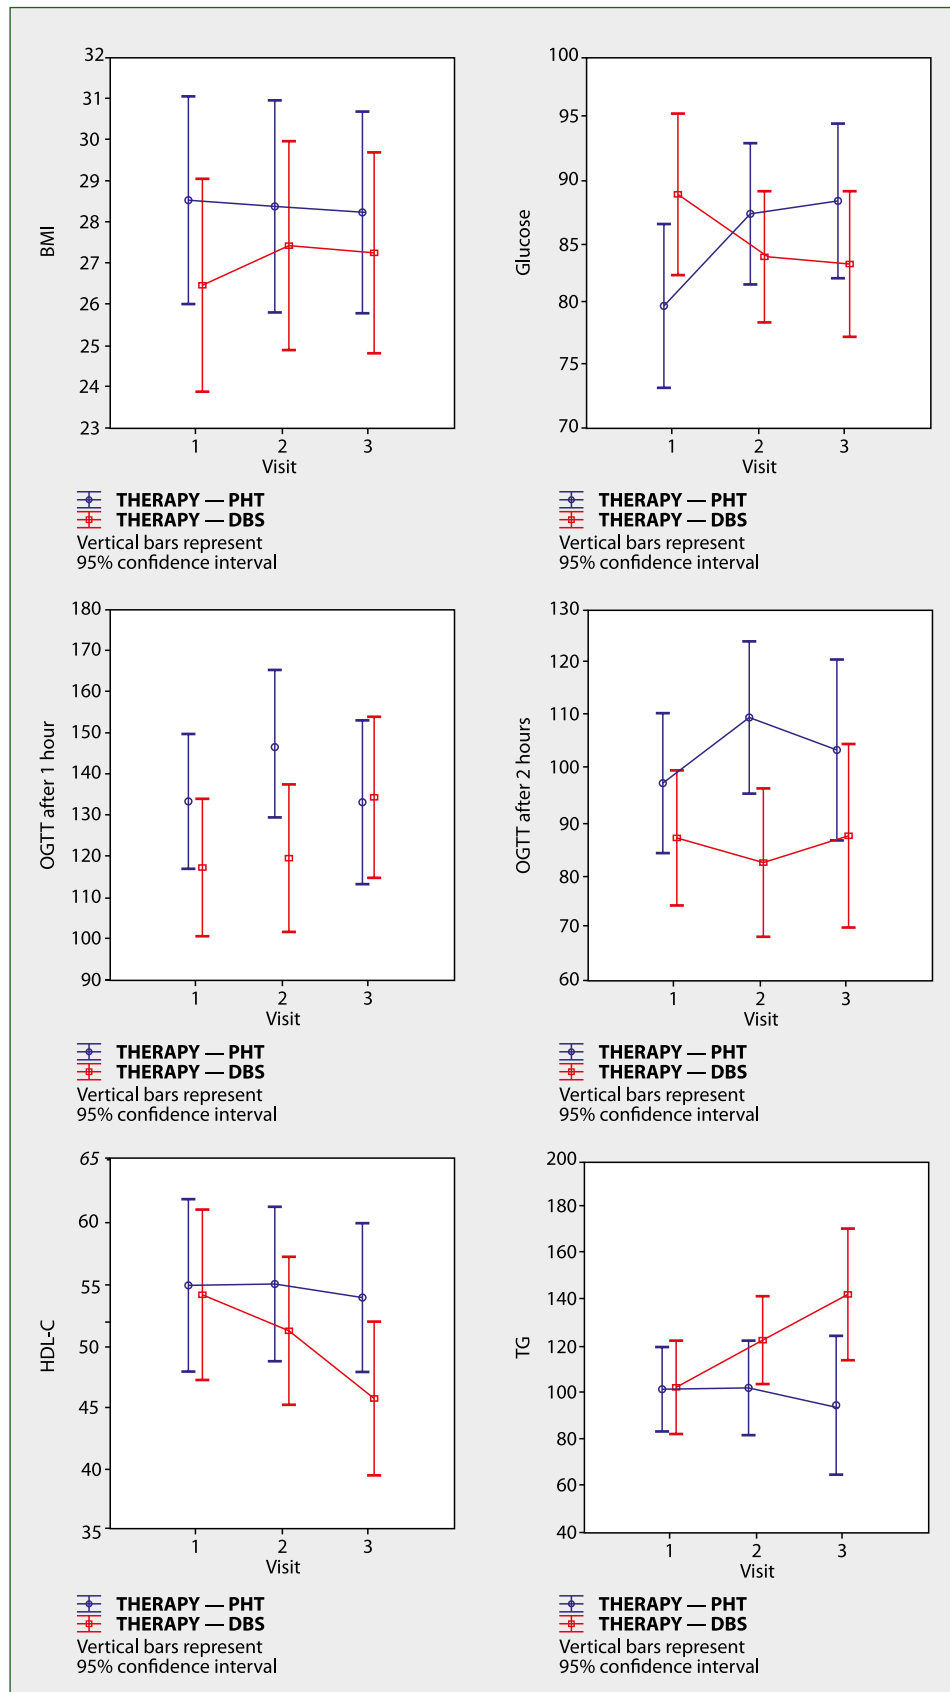 BMI
32
31
30
29
28
27
26
25
24
23
1 2 3
Visit
THERAPY — PHT
THERAPY — DBS
Vertical bars represent
95% confidence interval
Glucose
100
95
90
85
80
75
70
1 2 3
Visit
THERAPY — PHT
THERAPY — DBS
Vertical bars represent
95% confidence interval
OGTT after 1 hour
180
170
160
150
140
130
120
110
100
90
1 2 3
Visit
THERAPY — PHT
THERAPY — DBS
Vertical bars represent
95% confidence interval
OGTT after 2 hours
130
120
110
100
90
80
70
60
1 2 3
Visit
THERAPY — PHT
THERAPY — DBS
Vertical bars represent
95% confidence interval
HDL-C
65
60
55
50
45
40
35
1 2 3
Visit
THERAPY — PHT
THERAPY — DBS
Vertical bars represent
95% confidence interval
TG
200
180
160
140
120
100
80
60
40
1 2 3
Visit
THERAPY — PHT
THERAPY — DBS
Vertical bars represent
95% confidence interval